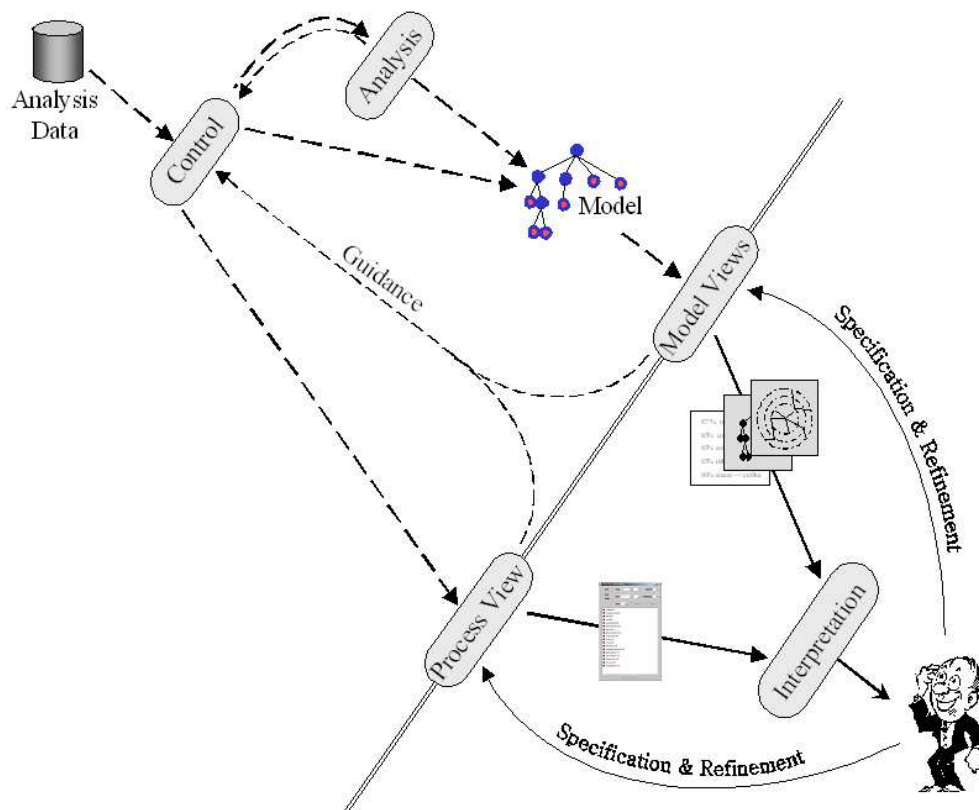 Analysis
Data
Control
Analysis
Model
Guidance
Model Views
Specification & Refinement
Process View
Interpretation
Specification & Refinement